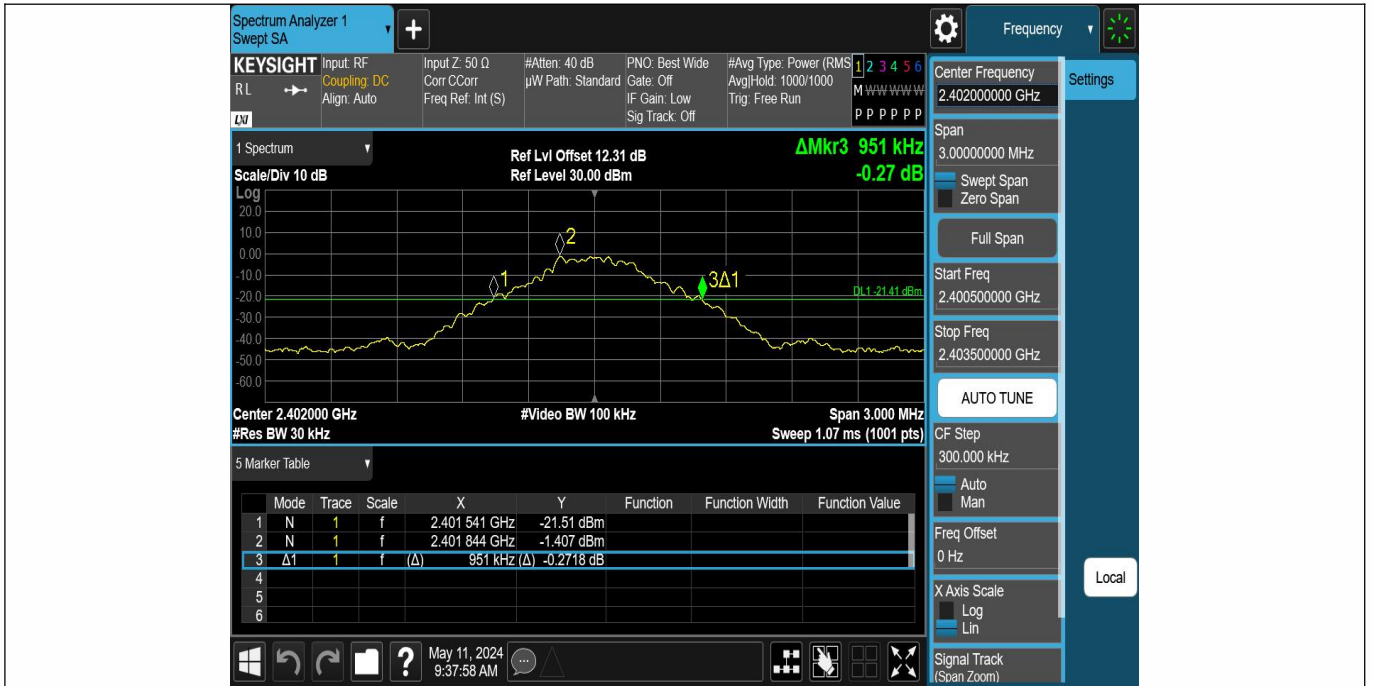 Spectrum Analyzer 1
Swept SA
+
Frequency
KEYSIGHT
R L
LXI
Input: RF
Coupling: DC
Align: Auto
Input Z: 50 Ω
Corr CCorr
Freq Ref: Int (S)
#Atten: 40 dB
µW Path: Standard
PNO: Best Wide
Gate: Off
IF Gain: Low
Sig Track: Off
#Avg Type: Power (RMS
Avg|Hold: 1000/1000
Trig: Free Run
1 2 3 4 5 6
M W W W W W
P P P P P P
1 Spectrum
Scale/Div 10 dB
Ref Lvl Offset 12.31 dB
Ref Level 30.00 dBm
ΔMkr3 951 kHz
-0.27 dB
Log
20.0
10.0
0.00
-10.0
-20.0
-30.0
-40.0
-50.0
-60.0
1
2
3Δ1
DL1 -21.41 dBm
Center 2.402000 GHz
#Video BW 100 kHz
Span 3.000 MHz
#Res BW 30 kHz
Sweep 1.07 ms (1001 pts)
5 Marker Table
Mode Trace Scale X Y Function Function Width Function Value
1 N 1 f 2.401 541 GHz -21.51 dBm
2 N 1 f 2.401 844 GHz -1.407 dBm
3 Δ1 1 f (Δ) 951 kHz (Δ) -0.2718 dB
4
5
6
?
May 11, 2024
9:37:58 AM
Center Frequency
2.402000000 GHz
Settings
Span
3.00000000 MHz
Swept Span
Zero Span
Full Span
Start Freq
2.400500000 GHz
Stop Freq
2.403500000 GHz
AUTO TUNE
CF Step
300.000 kHz
Auto
Man
Freq Offset
0 Hz
X Axis Scale
Log
Lin
Signal Track
(Span Zoom)
Local